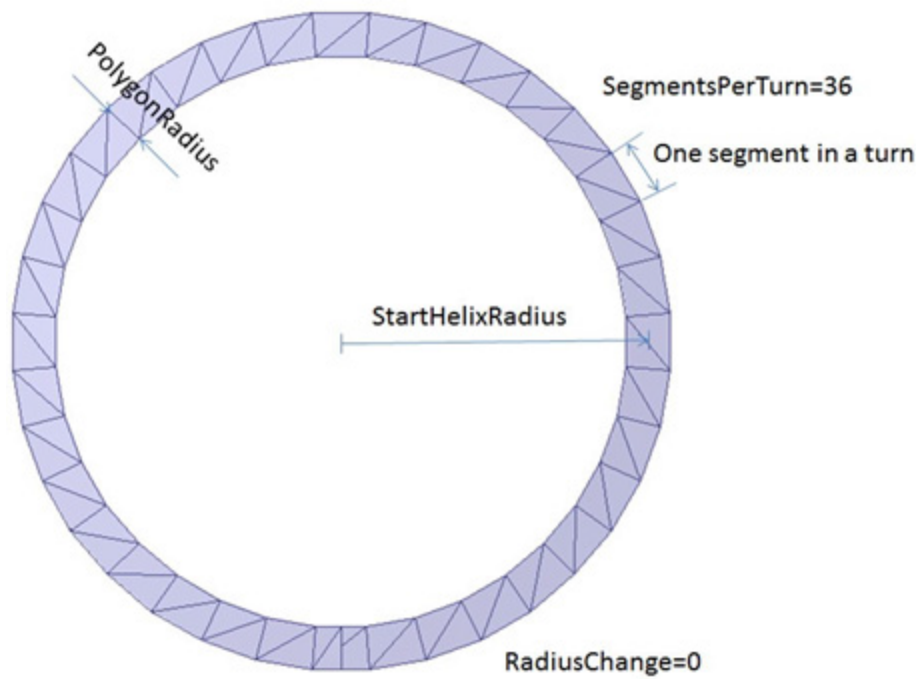 PolygonRadius
SegmentsPerTurn=36
One segment in a turn
StartHelixRadius
RadiusChange=0